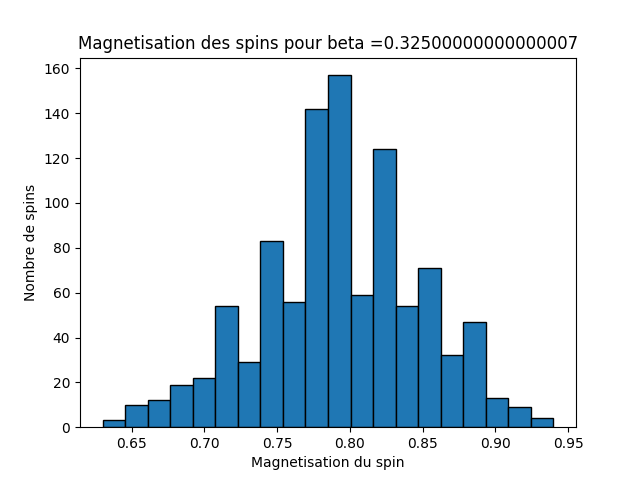 Magnetisation des spins pour beta =0.32500000000000007
160
140
120
100
80
60
40
20
0
Nombre de spins
0.65 0.70 0.75 0.80 0.85 0.90 0.95
Magnetisation du spin